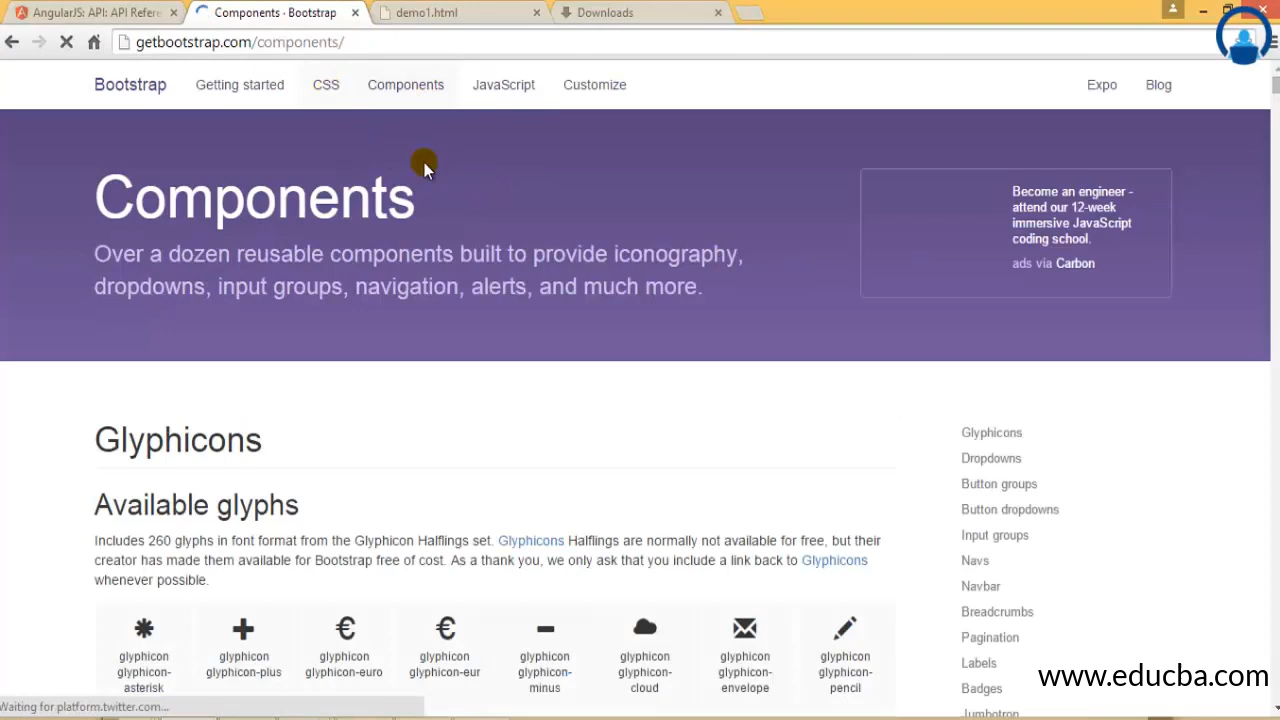 AngularJS: API: API Refere
Components · Bootstrap
demo1.html
Downloads
getbootstrap.com/components/
Bootstrap
Getting started
CSS
Components
JavaScript
Customize
Expo
Blog
Components
Over a dozen reusable components built to provide iconography,
dropdowns, input groups, navigation, alerts, and much more.
Become an engineer -
attend our 12-week
immersive JavaScript
coding school.
ads via Carbon
Glyphicons
Available glyphs
Includes 260 glyphs in font format from the Glyphicon Halflings set. Glyphicons Halflings are normally not available for free, but their
creator has made them available for Bootstrap free of cost. As a thank you, we only ask that you include a link back to Glyphicons
whenever possible.
glyphicon
glyphicon-
asterisk
glyphicon
glyphicon-plus
glyphicon
glyphicon-euro
glyphicon
glyphicon-eur
glyphicon
glyphicon-
minus
glyphicon
glyphicon-
cloud
glyphicon
glyphicon-
envelope
glyphicon
glyphicon-
pencil
Glyphicons
Dropdowns
Button groups
Button dropdowns
Input groups
Navs
Navbar
Breadcrumbs
Pagination
Labels
Badges
Jumbotron
www.educba.com
Waiting for platform.twitter.com...